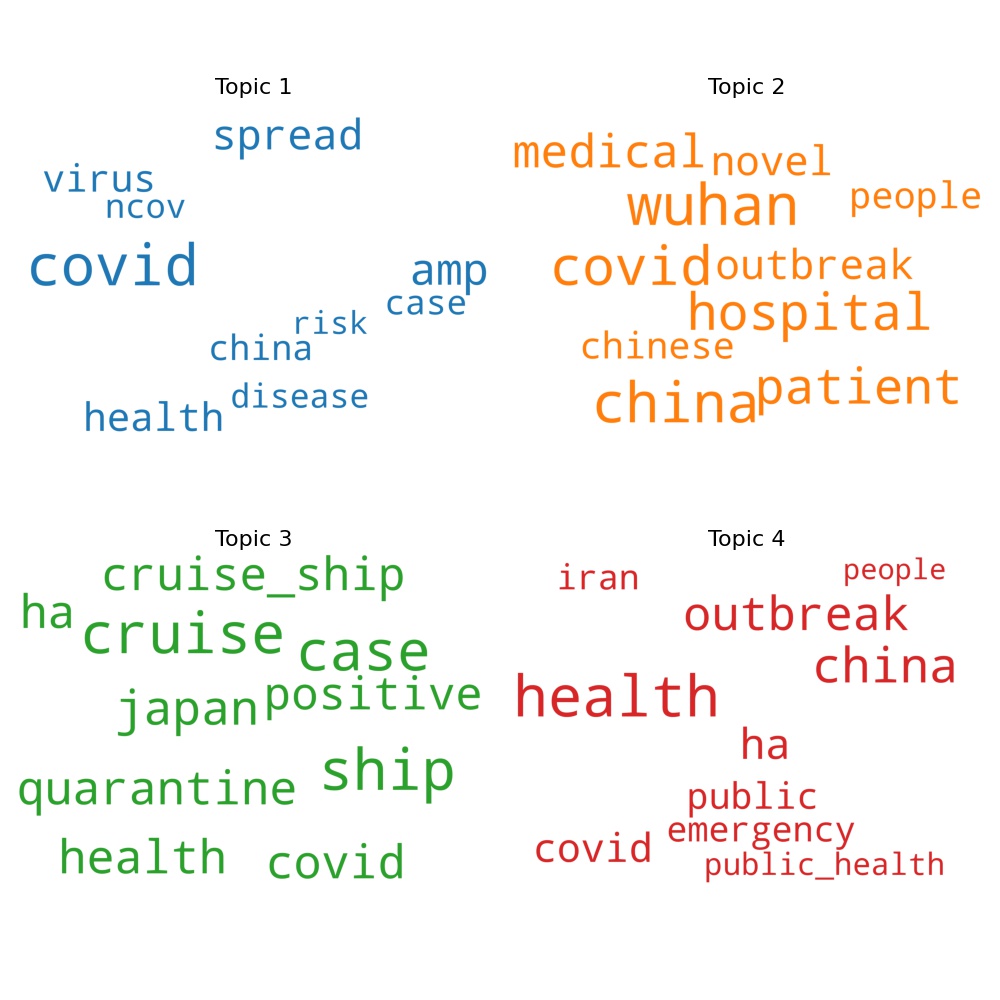 Topic 1
spread
virus
ncov
covid
amp
case
risk
china
disease
health
Topic 2
medical novel
people
wuhan
covid outbreak
hospital
chinese
patient
china
Topic 3
cruise_ship
ha
cruise case
positive
japan
ship
quarantine
health covid
Topic 4
iran people
outbreak
china
health
ha
public
emergency
covid
public_health